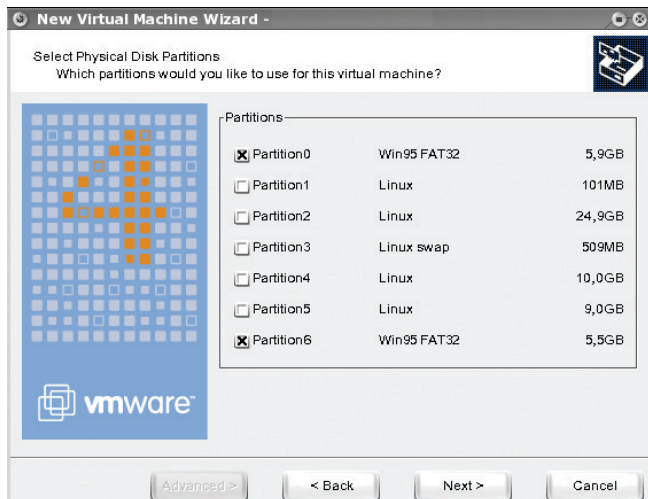 New Virtual Machine Wizard -
Select Physical Disk Partitions
Which partitions would you like to use for this virtual machine?
Partitions
Partition0 Win95 FAT32 5,9GB
Partition1 Linux 101MB
Partition2 Linux 24,9GB
Partition3 Linux swap 509MB
Partition4 Linux 10,0GB
Partition5 Linux 9,0GB
Partition6 Win95 FAT32 5,5GB
vmware
Advanced > < Back Next > Cancel